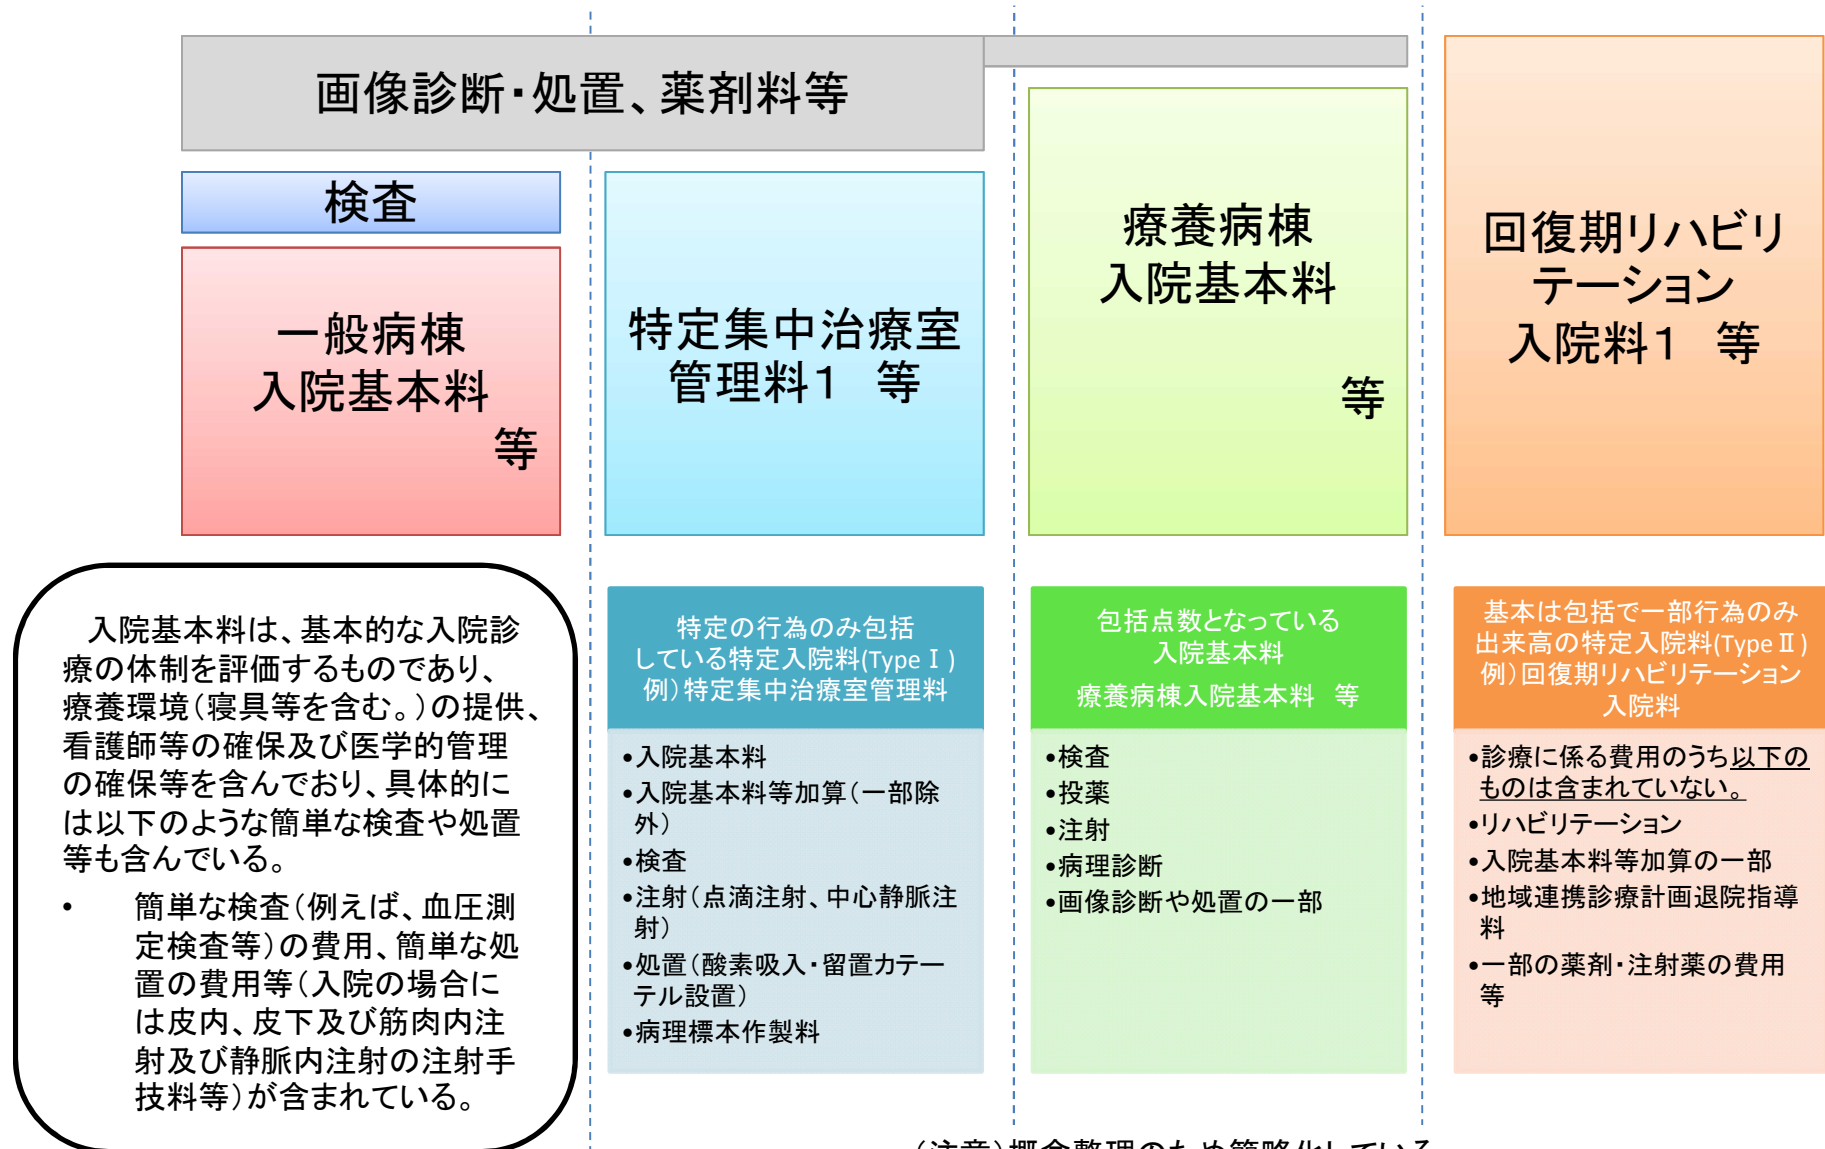 画像診断・処置、薬剤料等
検査
一般病棟
入院基本料
等
特定集中治療室
管理料１　等
療養病棟
入院基本料
等
回復期リハビリ
テーション
入院料１　等
入院基本料は、基本的な入院診
療の体制を評価するものであり、
療養環境（寝具等を含む。）の提供、
看護師等の確保及び医学的管理
の確保等を含んでおり、具体的に
は以下のような簡単な検査や処置
等も含んでいる。
•　簡単な検査（例えば、血圧測
定検査等）の費用、簡単な処
置の費用等（入院の場合に
は皮内、皮下及び筋肉内注
射及び静脈内注射の注射手
技料等）が含まれている。
特定の行為のみ包括
している特定入院料(TypeⅠ)
例）特定集中治療室管理料
•入院基本料
•入院基本料等加算（一部除
外）
•検査
•注射（点滴注射、中心静脈注
射）
•処置（酸素吸入・留置カテー
テル設置）
•病理標本作製料
包括点数となっている
入院基本料
療養病棟入院基本料　等
•検査
•投薬
•注射
•病理診断
•画像診断や処置の一部
基本は包括で一部行為のみ
出来高の特定入院料(TypeⅡ)
例）回復期リハビリテーション
入院料
•診療に係る費用のうち以下の
ものは含まれていない。
•リハビリテーション
•入院基本料等加算の一部
•地域連携診療計画退院指導
料
•一部の薬剤・注射薬の費用
等
（注意）概念整理のため簡略化している